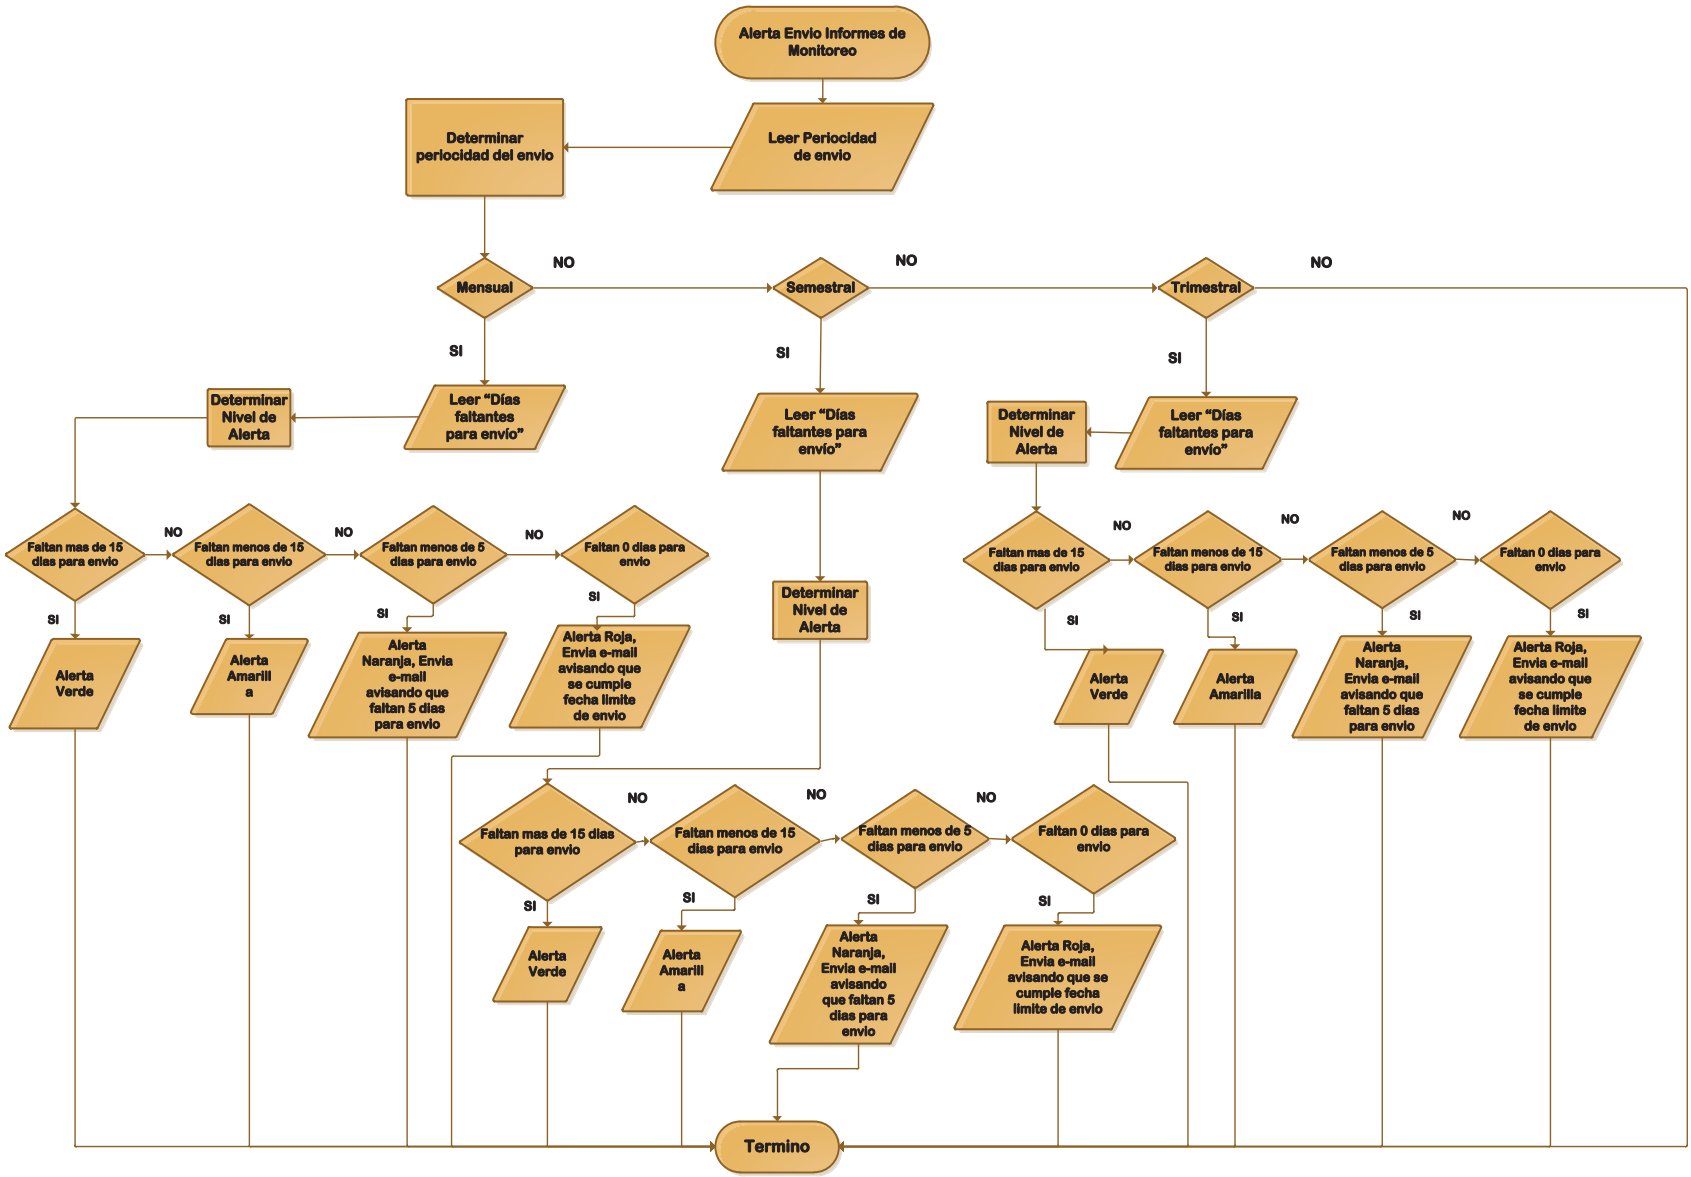 Alerta Envio Informes de
Monitoreo
Leer Periocidad
de envio
Determinar
periocidad del envio
Mensual
NO
Semestral
NO
Trimestral
NO
SI
SI
SI
Determinar
Nivel de
Alerta
Leer “Días
faltantes
para envío”
Leer “Días
faltantes para
envío”
Determinar
Nivel de
Alerta
Leer “Días
faltantes para
envío”
Faltan mas de 15
dias para envio
NO
Faltan menos de 15
dias para envio
NO
Faltan menos de 5
dias para envio
NO
Faltan 0 dias para
envio
SI
SI
SI
SI
Alerta
Verde
Alerta
Amarill
a
Alerta
Naranja, Envia
e-mail
avisando que
faltan 5 dias
para envio
Alerta Roja,
Envia e-mail
avisando que
se cumple
fecha limite
de envio
Determinar
Nivel de
Alerta
Faltan mas de 15
dias para envio
NO
Faltan menos de 15
dias para envio
NO
Faltan menos de 5
dias para envio
NO
Faltan 0 dias para
envio
SI
SI
SI
SI
Alerta
Verde
Alerta
Amarilla
Alerta
Naranja,
Envia e-mail
avisando que
faltan 5 dias
para envio
Alerta Roja,
Envia e-mail
avisando que
se cumple
fecha limite
de envio
Faltan mas de 15 dias
para envio
NO
Faltan menos de 15
dias para envio
NO
Faltan menos de 5
dias para envio
NO
Faltan 0 dias para
envio
SI
SI
SI
SI
Alerta
Verde
Alerta
Amarill
a
Alerta
Naranja,
Envia e-mail
avisando
que faltan 5
dias para
envio
Alerta Roja,
Envia e-mail
avisando que se
cumple fecha
limite de envio
Termino